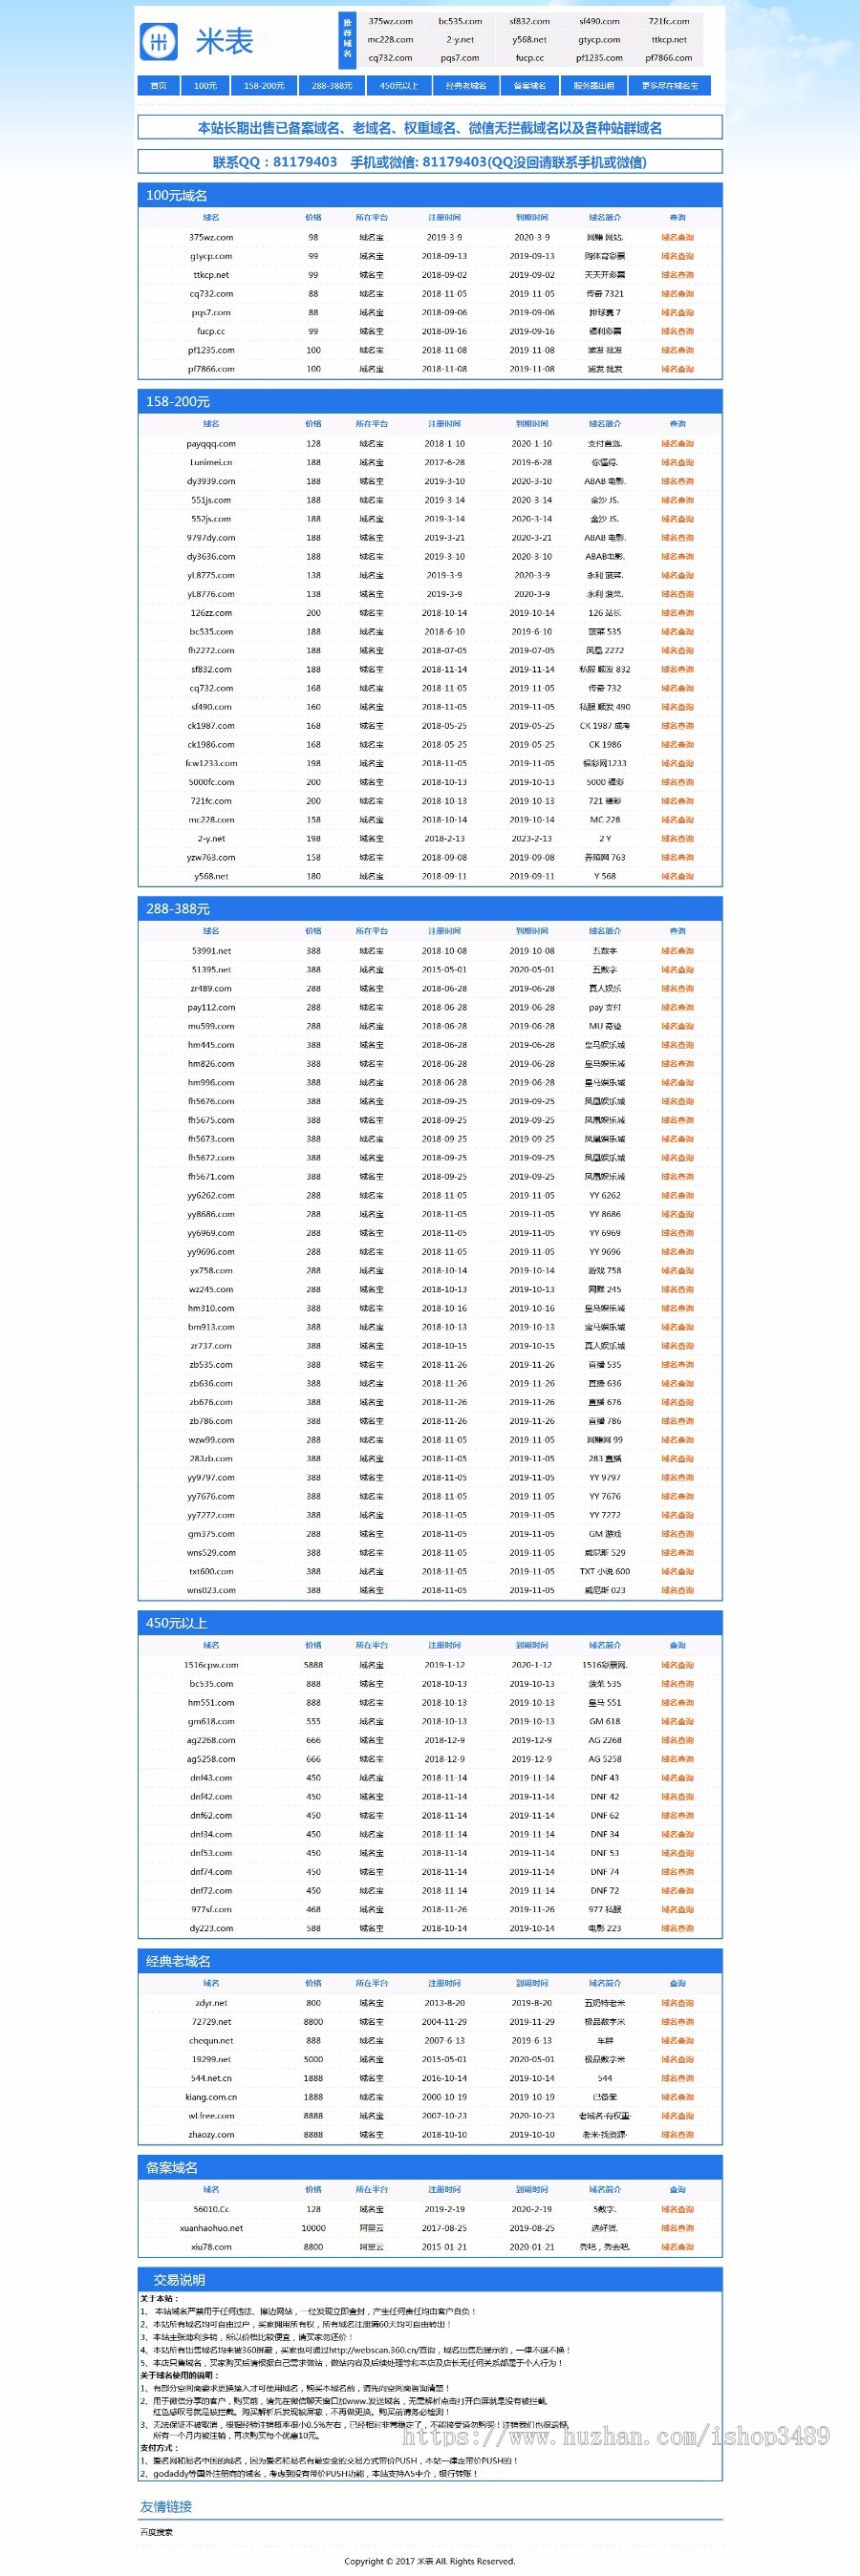 米表
推荐域名
375wz.com bc535.com sf832.com sf490.com 721fc.com
mc228.com 2-y.net y568.net gtycp.com ttkcp.net
cq732.com pqs7.com fucp.cc pf1235.com pf7866.com
首页 100元 158-200元 288-388元 450元以上 经典老域名 备案域名 服务器出租 更多尽在域名宝
本站长期出售已备案域名、老域名、权重域名、微信无拦截域名以及各种站群域名
联系QQ：81179403 手机或微信: 81179403(QQ没回请联系手机或微信)
100元域名
域名 价格 所在平台 注册时间 到期时间 域名简介 查询
375wz.com 98 域名宝 2019-3-9 2020-3-9 网赚 网站. 域名查询
gtycp.com 99 域名宝 2018-09-13 2019-09-13 购体育彩票 域名查询
ttkcp.net 99 域名宝 2018-09-02 2019-09-02 天天开彩票 域名查询
cq732.com 88 域名宝 2018-11-05 2019-11-05 传奇 7321 域名查询
pqs7.com 88 域名宝 2018-09-06 2019-09-06 排球赛 7 域名查询
fucp.cc 99 域名宝 2018-09-16 2019-09-16 福利彩票 域名查询
pf1235.com 100 域名宝 2018-11-08 2019-11-08 浦发 批发 域名查询
pf7866.com 100 域名宝 2018-11-08 2019-11-08 浦发 批发 域名查询
158-200元
域名 价格 所在平台 注册时间 到期时间 域名简介 查询
payqqq.com 128 域名宝 2018-1-10 2020-1-10 支付首选. 域名查询
Lunimei.cn 188 域名宝 2017-6-28 2019-6-28 你懂得. 域名查询
dy3939.com 188 域名宝 2019-3-10 2020-3-10 ABAB 电影. 域名查询
551js.com 188 域名宝 2019-3-14 2020-3-14 金沙 JS. 域名查询
552js.com 188 域名宝 2019-3-14 2020-3-14 金沙 JS. 域名查询
9797dy.com 188 域名宝 2019-3-21 2020-3-21 ABAB 电影. 域名查询
dy3636.com 188 域名宝 2019-3-10 2020-3-10 ABAB电影. 域名查询
yL8775.com 138 域名宝 2019-3-9 2020-3-9 永利 菠菜. 域名查询
yL8776.com 138 域名宝 2019-3-9 2020-3-9 永利 菠菜. 域名查询
126zz.com 200 域名宝 2018-10-14 2019-10-14 126 站长 域名查询
bc535.com 188 域名宝 2018-6-10 2019-6-10 菠菜 535 域名查询
fh2272.com 188 域名宝 2018-07-05 2019-07-05 凤凰 2272 域名查询
sf832.com 188 域名宝 2018-11-14 2019-11-14 私服 顺发 832 域名查询
cq732.com 168 域名宝 2018-11-05 2019-11-05 传奇 732 域名查询
sf490.com 160 域名宝 2018-11-05 2019-11-05 私服 顺发 490 域名查询
ck1987.com 168 域名宝 2018-05-25 2019-05-25 CK 1987 成考 域名查询
ck1986.com 168 域名宝 2018-05-25 2019-05-25 CK 1986 域名查询
fcw1233.com 198 域名宝 2018-11-05 2019-11-05 福彩网1233 域名查询
5000fc.com 200 域名宝 2018-10-13 2019-10-13 5000 福彩 域名查询
721fc.com 200 域名宝 2018-10-13 2019-10-13 721 福彩 域名查询
mc228.com 158 域名宝 2018-10-14 2019-10-14 MC 228 域名查询
2-y.net 198 域名宝 2018-2-13 2023-2-13 2 Y 域名查询
yzw763.com 158 域名宝 2018-09-08 2019-09-08 养殖网 763 域名查询
y568.net 180 域名宝 2018-09-11 2019-09-11 Y 568 域名查询
288-388元
域名 价格 所在平台 注册时间 到期时间 域名简介 查询
53991.net 388 域名宝 2018-10-08 2019-10-08 五数字 域名查询
51395.net 388 域名宝 2015-05-01 2020-05-01 五数字 域名查询
zr489.com 288 域名宝 2018-06-28 2019-06-28 真人娱乐 域名查询
pay112.com 288 域名宝 2018-06-28 2019-06-28 pay 支付 域名查询
mu599.com 288 域名宝 2018-06-28 2019-06-28 MU 奇迹 域名查询
hm445.com 388 域名宝 2018-06-28 2019-06-28 皇马娱乐城 域名查询
hm826.com 388 域名宝 2018-06-28 2019-06-28 皇马娱乐城 域名查询
hm996.com 388 域名宝 2018-06-28 2019-06-28 皇马娱乐城 域名查询
fh5676.com 388 域名宝 2018-09-25 2019-09-25 凤凰娱乐城 域名查询
fh5675.com 388 域名宝 2018-09-25 2019-09-25 凤凰娱乐城 域名查询
fh5673.com 388 域名宝 2018-09-25 2019-09-25 凤凰娱乐城 域名查询
fh5672.com 388 域名宝 2018-09-25 2019-09-25 凤凰娱乐城 域名查询
fh5671.com 388 域名宝 2018-09-25 2019-09-25 凤凰娱乐城 域名查询
yy6262.com 288 域名宝 2018-11-05 2019-11-05 YY 6262 域名查询
yy8686.com 288 域名宝 2018-11-05 2019-11-05 YY 8686 域名查询
yy6969.com 288 域名宝 2018-11-05 2019-11-05 YY 6969 域名查询
yy9696.com 288 域名宝 2018-11-05 2019-11-05 YY 9696 域名查询
yx758.com 288 域名宝 2018-10-14 2019-10-14 游戏 758 域名查询
wz245.com 288 域名宝 2018-10-13 2019-10-13 网赚 245 域名查询
hm310.com 388 域名宝 2018-10-16 2019-10-16 皇马娱乐城 域名查询
bm913.com 388 域名宝 2018-10-13 2019-10-13 宝马娱乐城 域名查询
zr737.com 388 域名宝 2018-10-15 2019-10-15 真人娱乐城 域名查询
zb535.com 388 域名宝 2018-11-26 2019-11-26 直播 535 域名查询
zb636.com 388 域名宝 2018-11-26 2019-11-26 直播 636 域名查询
zb676.com 388 域名宝 2018-11-26 2019-11-26 直播 676 域名查询
zb786.com 388 域名宝 2018-11-26 2019-11-26 直播 786 域名查询
wzw99.com 388 域名宝 2018-11-05 2019-11-05 网赚网 99 域名查询
283zb.com 388 域名宝 2018-11-05 2019-11-05 283 直播 域名查询
yy9797.com 388 域名宝 2018-11-05 2019-11-05 YY 9797 域名查询
yy7676.com 388 域名宝 2018-11-05 2019-11-05 YY 7676 域名查询
yy7272.com 388 域名宝 2018-11-05 2019-11-05 YY 7272 域名查询
gm375.com 288 域名宝 2018-11-05 2019-11-05 GM 游戏 域名查询
wns529.com 388 域名宝 2018-11-05 2019-11-05 威尼斯 529 域名查询
txt600.com 388 域名宝 2018-11-05 2019-11-05 TXT 小说 600 域名查询
wns023.com 388 域名宝 2018-11-05 2019-11-05 威尼斯 023 域名查询
450元以上
域名 价格 所在平台 注册时间 到期时间 域名简介 查询
1516cpw.com 5888 域名宝 2019-1-12 2020-1-12 1516彩票网. 域名查询
bc535.com 888 域名宝 2018-10-13 2019-10-13 菠菜 535 域名查询
hm551.com 888 域名宝 2018-10-13 2019-10-13 皇马 551 域名查询
gm618.com 555 域名宝 2018-10-13 2019-10-13 GM 618 域名查询
ag2268.com 666 域名宝 2018-12-9 2019-12-9 AG 2268 域名查询
ag5258.com 666 域名宝 2018-12-9 2019-12-9 AG 5258 域名查询
dnf43.com 450 域名宝 2018-11-14 2019-11-14 DNF 43 域名查询
dnf42.com 450 域名宝 2018-11-14 2019-11-14 DNF 42 域名查询
dnf62.com 450 域名宝 2018-11-14 2019-11-14 DNF 62 域名查询
dnf34.com 450 域名宝 2018-11-14 2019-11-14 DNF 34 域名查询
dnf53.com 450 域名宝 2018-11-14 2019-11-14 DNF 53 域名查询
dnf74.com 450 域名宝 2018-11-14 2019-11-14 DNF 74 域名查询
dnf72.com 450 域名宝 2018-11-14 2019-11-14 DNF 72 域名查询
977sf.com 468 域名宝 2018-11-26 2019-11-26 977 私服 域名查询
dy223.com 588 域名宝 2018-10-14 2019-10-14 电影 223 域名查询
经典老域名
域名 价格 所在平台 注册时间 到期时间 域名简介 查询
zdyr.net 800 域名宝 2013-8-20 2019-8-20 五奶特老米 域名查询
72729.net 8800 域名宝 2004-11-29 2019-11-29 极品数字米 域名查询
chequn.net 888 域名宝 2007-6-13 2019-6-13 车群 域名查询
19299.net 5000 域名宝 2015-05-01 2020-05-01 极品数字米 域名查询
544.net.cn 1888 域名宝 2016-10-14 2019-10-14 544 域名查询
kiang.com.cn 1888 域名宝 2000-10-19 2019-10-19 已备案 域名查询
wLfree.com 8888 域名宝 2007-10-23 2020-10-23 老域名·有权重· 域名查询
zhaozy.com 8888 域名宝 2018-10-10 2019-10-10 老米·找资源· 域名查询
备案域名
域名 价格 所在平台 注册时间 到期时间 域名简介 查询
56010.Cc 128 域名宝 2019-2-19 2020-2-19 5数字. 域名查询
xuanhaohuo.net 10000 阿里云 2017-08-25 2019-08-25 选好货. 域名查询
xiu78.com 8800 阿里云 2015-01-21 2020-01-21 秀吧，秀去吧. 域名查询
交易说明
关于本站：
1、 本站域名严禁用于任何违法、擦边网站，一经发现立即查封，产生任何责任均由客户自负！
2、本站所有域名均可自由过户，买家拥用所有权，所有域名注册满60天均可自由转出！
3、本站主张薄利多销，所以价格比较便宜，请买家勿还价！
4、本站所有出售域名均未被360屏蔽，买家也可通过http://webscan.360.cn/查询，域名出售后提示的，一律不退不换！
5、本店只售域名，买家购买后请根据自己需求做站，做站内容及后续处理等和本店及店长无任何关系都属于个人行为！
关于域名使用的说明：
1、有部分空间商要求更换接入才可使用域名，购买本域名前，请先向空间商咨询清楚！
2、用于微信分享的客户，购买前，请先在微信聊天窗口加www.发送域名，无需解析点击打开白屏就是没有被拦截,
红色感叹号就是被拦截。购买解析后发现被屏蔽，不再做更换。购买前请务必检测！
3、无法保证不被取消，根据经验注销概率很小0.5%左右，已经相对非常稳定了，不能接受请勿购买！注销我们也很遗憾,
所有一个月内被注销，再次购买每个优惠10元。
支付方式：
1、爱名网和易名中国的域名，因为爱名和易名有最安全的交易方式带价PUSH，本站一律走带价PUSH的！
2、godaddy等国外注册商的域名，考虑到没有带价PUSH功能，本站支持A5中介，银行转账！
https://www.huzhan.com/ishop3489
友情链接
百度搜索
Copyright © 2017 米表 All. Rights Reserved.